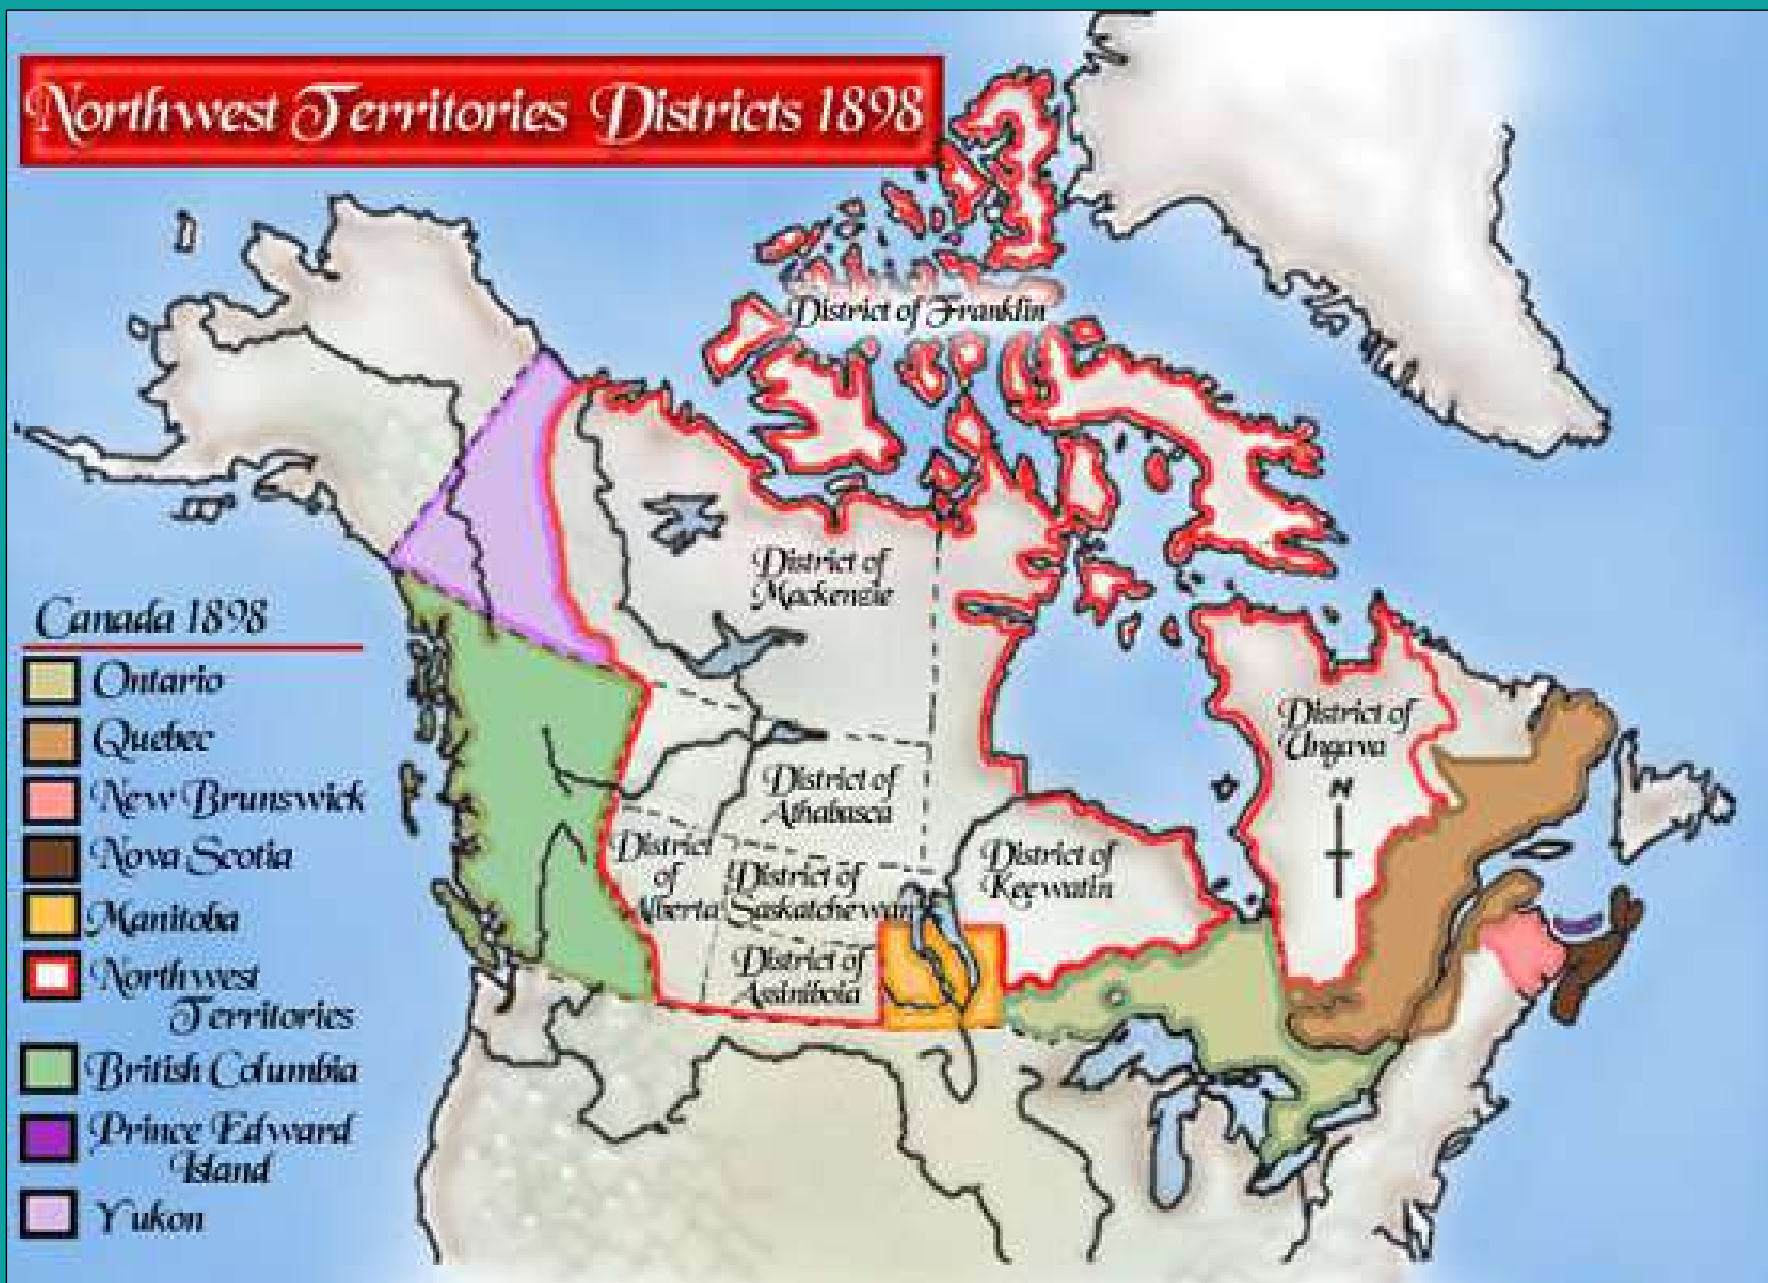 Northwest Territories Districts 1898
District of Franklin
District of
Mackenzie
District of
Ungava
District of
Athabasca
District
of
Alberta
District of
Saskatchewan
District of
Keewatin
District of
Assiniboia
N
Canada 1898
Ontario
Quebec
New Brunswick
Nova Scotia
Manitoba
Northwest
Territories
British Columbia
Prince Edward
Island
Yukon